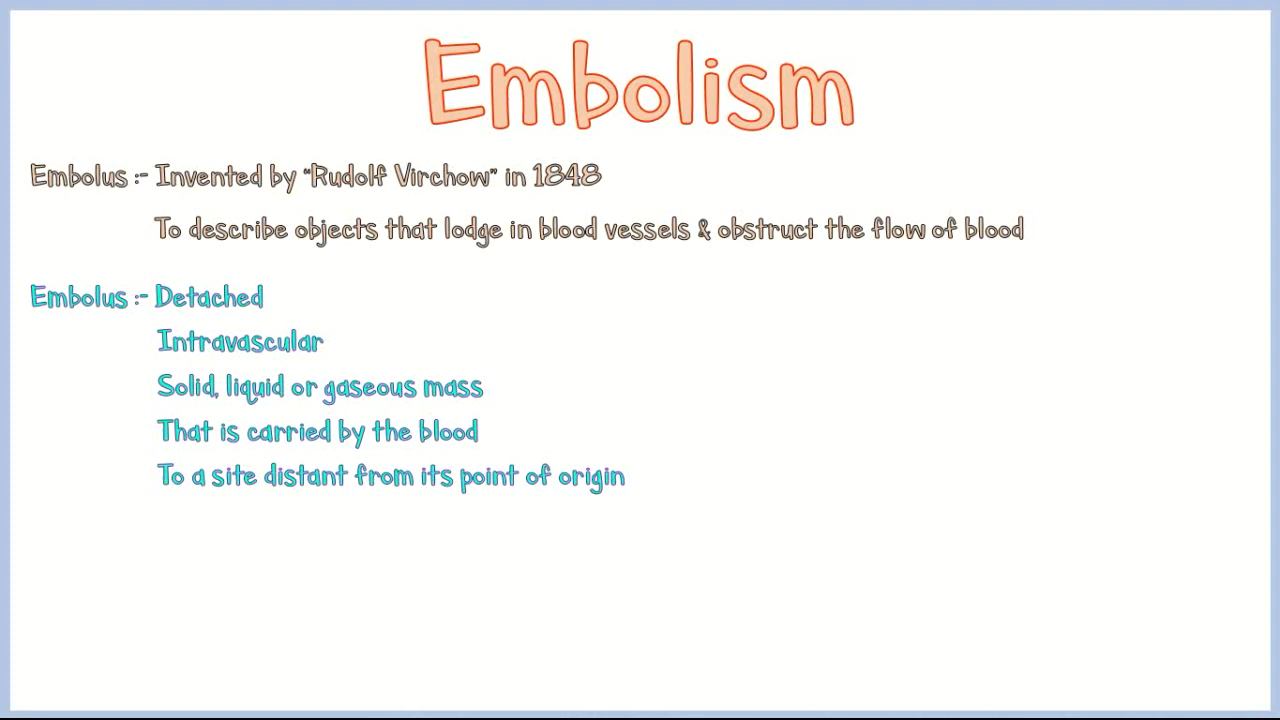 Embolism
Embolus :- Invented by “Rudolf Virchow” in 1848
To describe objects that lodge in blood vessels & obstruct the flow of blood
Embolus :- Detached
Intravascular
Solid, liquid or gaseous mass
That is carried by the blood
To a site distant from its point of origin